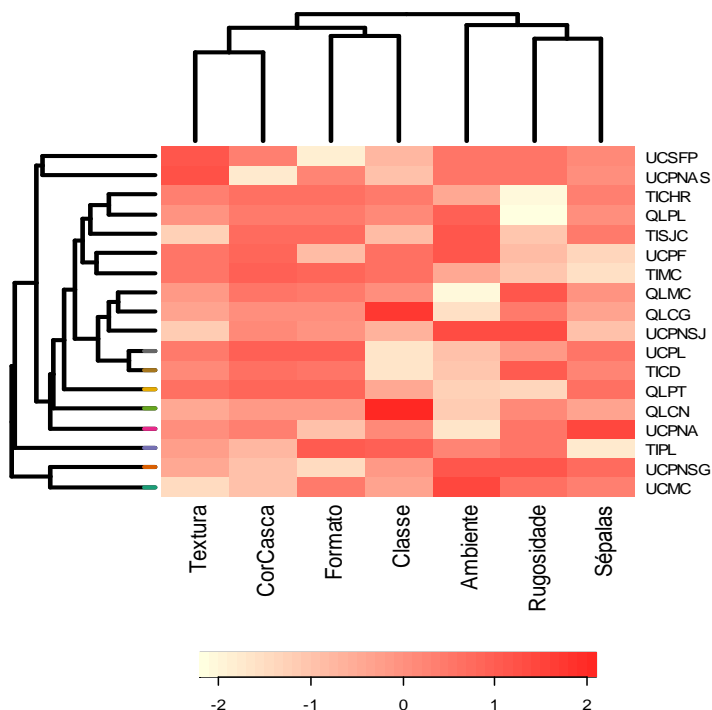 UCSFP
UCPNAS
TICHR
QLPL
TISJC
UCPF
TIMC
QLMC
QLCG
UCPNSJ
UCPL
TICD
QLPT
QLCN
UCPNA
TIPL
UCPNSG
UCMC
Textura
CorCasca
Formato
Classe
Ambiente
Rugosidade
Sépalas
-2 -1 0 1 2